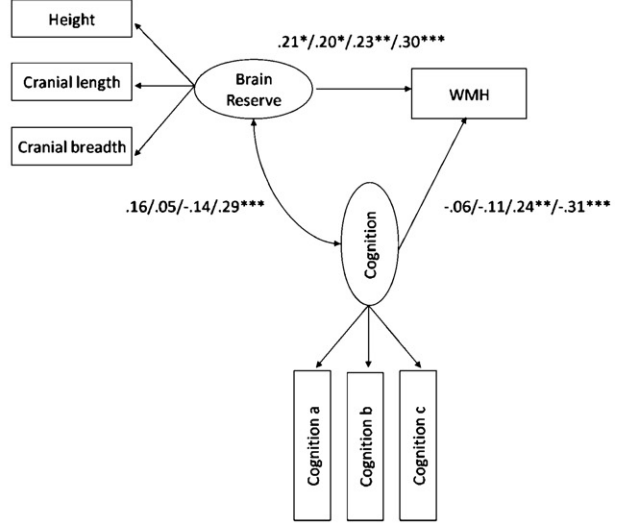 Height
.21*/.20*/.23**/.30***
Cranial length
Brain
Reserve
WMH
Cranial breadth
.16/.05/-.14/.29***
-.06/-.11/.24**/-.31***
Cognition
Cognition a
Cognition b
Cognition c